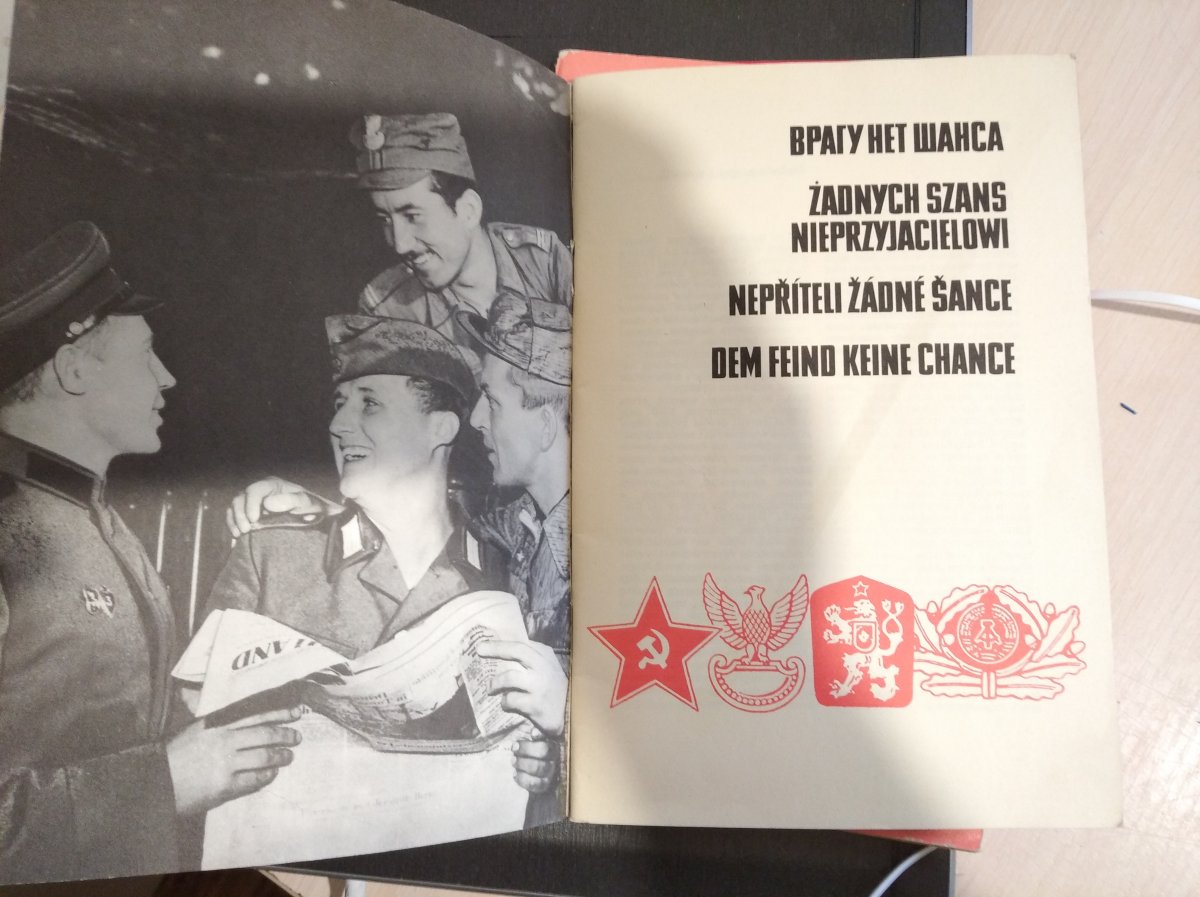 ВРАГУ НЕТ ШАНСА
ŻADNYCH SZANS
NIEPRZYJACIELOWI
NEPŘÍTELI ŽÁDNÉ ŠANCE
DEM FEIND KEINE CHANCE